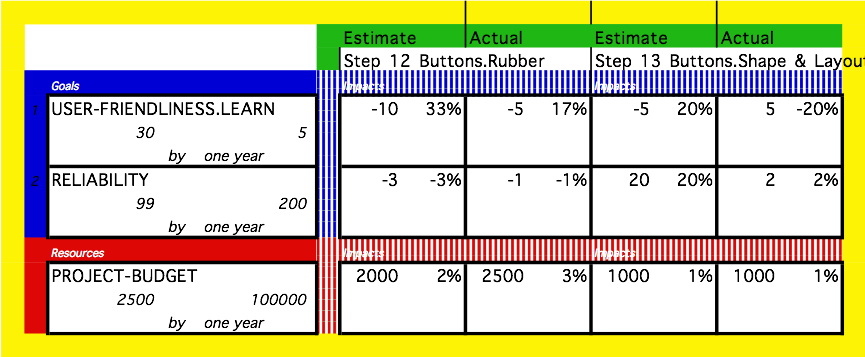 Estimate Actual Estimate Actual
Step 12 Buttons.Rubber Step 13 Buttons.Shape & Layout
Goals Impacts Impacts
1 USER-FRIENDLINESS.LEARN -10 33% -5 17% -5 20% 5 -20%
30 5
by one year
2 RELIABILITY -3 -3% -1 -1% 20 20% 2 2%
99 200
by one year
Resources Impacts Impacts
PROJECT-BUDGET 2000 2% 2500 3% 1000 1% 1000 1%
2500 100000
by one year